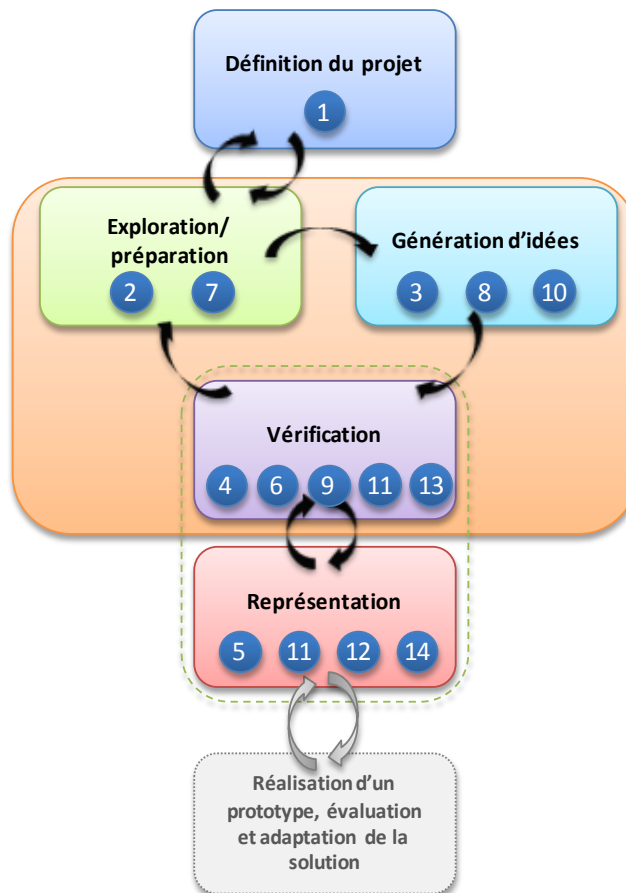 Définition du projet
1
Exploration/
préparation
2 7
Génération d'idées
3 8 10
Vérification
4 6 9 11 13
Représentation
5 11 12 14
Réalisation d'un
prototype, évaluation
et adaptation de la
solution